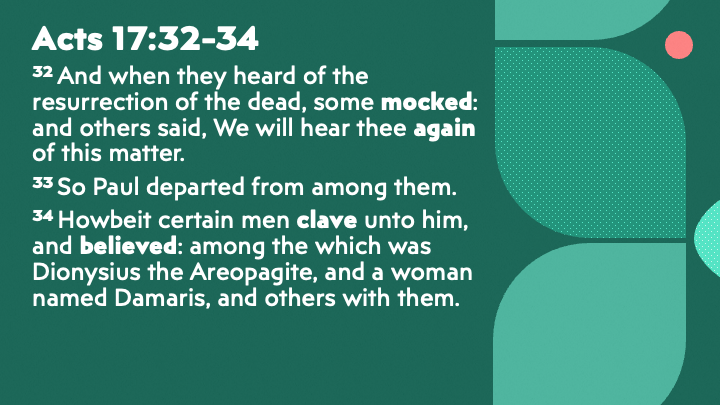 Acts 17:32-34
32 And when they heard of the
resurrection of the dead, some mocked:
and others said, We will hear thee again
of this matter.
33 So Paul departed from among them.
34 Howbeit certain men clave unto him,
and believed: among the which was
Dionysius the Areopagite, and a woman
named Damaris, and others with them.